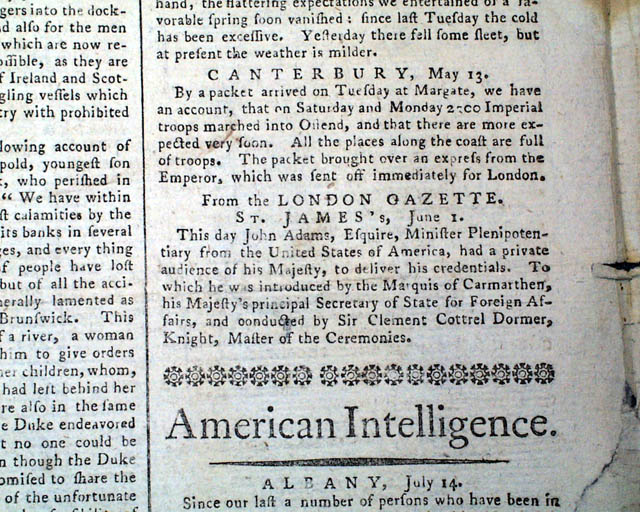 gers into the dock-
d also for the men
which are now re-
ossible, as they are
f Ireland and Scot-
gling vessels which
ry with prohibited
lowing account of
pold, youngest son
, who perished in
“ We have within
st calamities by the
its banks in several
ges, and every thing
f people have lost
but of all the acci-
nerally lamented as
Brunswick. This
f a river, a woman
him to give orders
her children, whom,
had left behind her
re also in the same
e Duke endeavored
t no one could be
n though the Duke
omised to share the
of the unfortunate
hand, the flattering expectations we entertained of a fa-
vorable spring soon vanished : since last Tuesday the cold
has been excessive. Yesterday there fell some sleet, but
at present the weather is milder.
CANTERBURY, May 13.
By a packet arrived on Tuesday at Margate, we have
an account, that on Saturday and Monday Imperial
troops marched into Ostend, and that there are more ex-
pected very soon. All the places along the coast are full
of troops. The packet brought over an express from the
Emperor, which was sent off immediately for London.
From the LONDON GAZETTE.
ST. JAMES's, June 1.
This day John Adams, Esquire, Minister Plenipoten-
tiary from the United States of America, had a private
audience of his Majesty, to deliver his credentials. To
which he was introduced by the Marquis of Carmarthen,
his Majesty's principal Secretary of State for Foreign Af-
fairs, and conducted by Sir Clement Cottrel Dormer,
Knight, Master of the Ceremonies.
American Intelligence.
ALBANY, July 14.
Since our last a number of persons who have been in